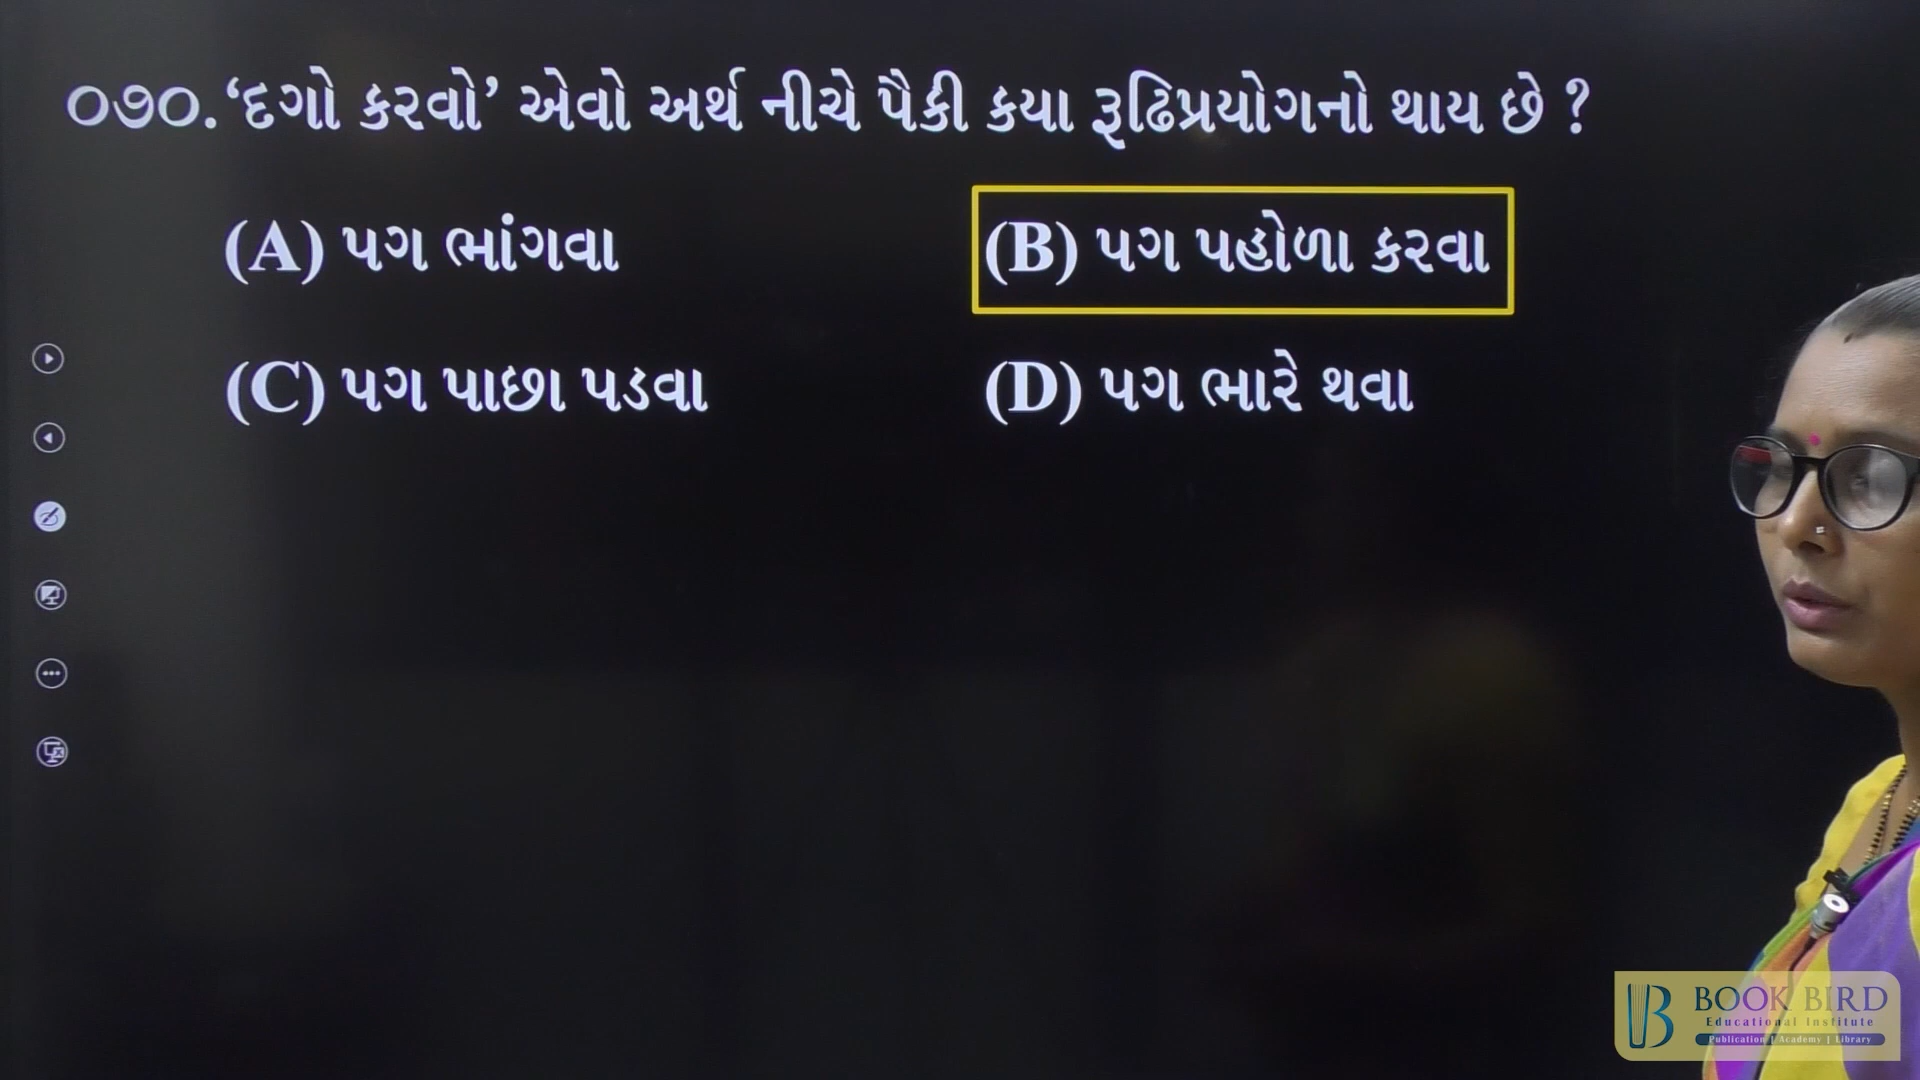 ૦૭૦. ‘દગો કરવો’ એવો અર્થ નીચે પૈકી કયા રૂઢિપ્રયોગનો થાય છે ?
(A) પગ ભાંગવા
(B) પગ પહોળા કરવા
(C) પગ પાછા પડવા
(D) પગ ભારે થવા
B BOOK BIRD
Educational Institute
Publication | Academy | Library